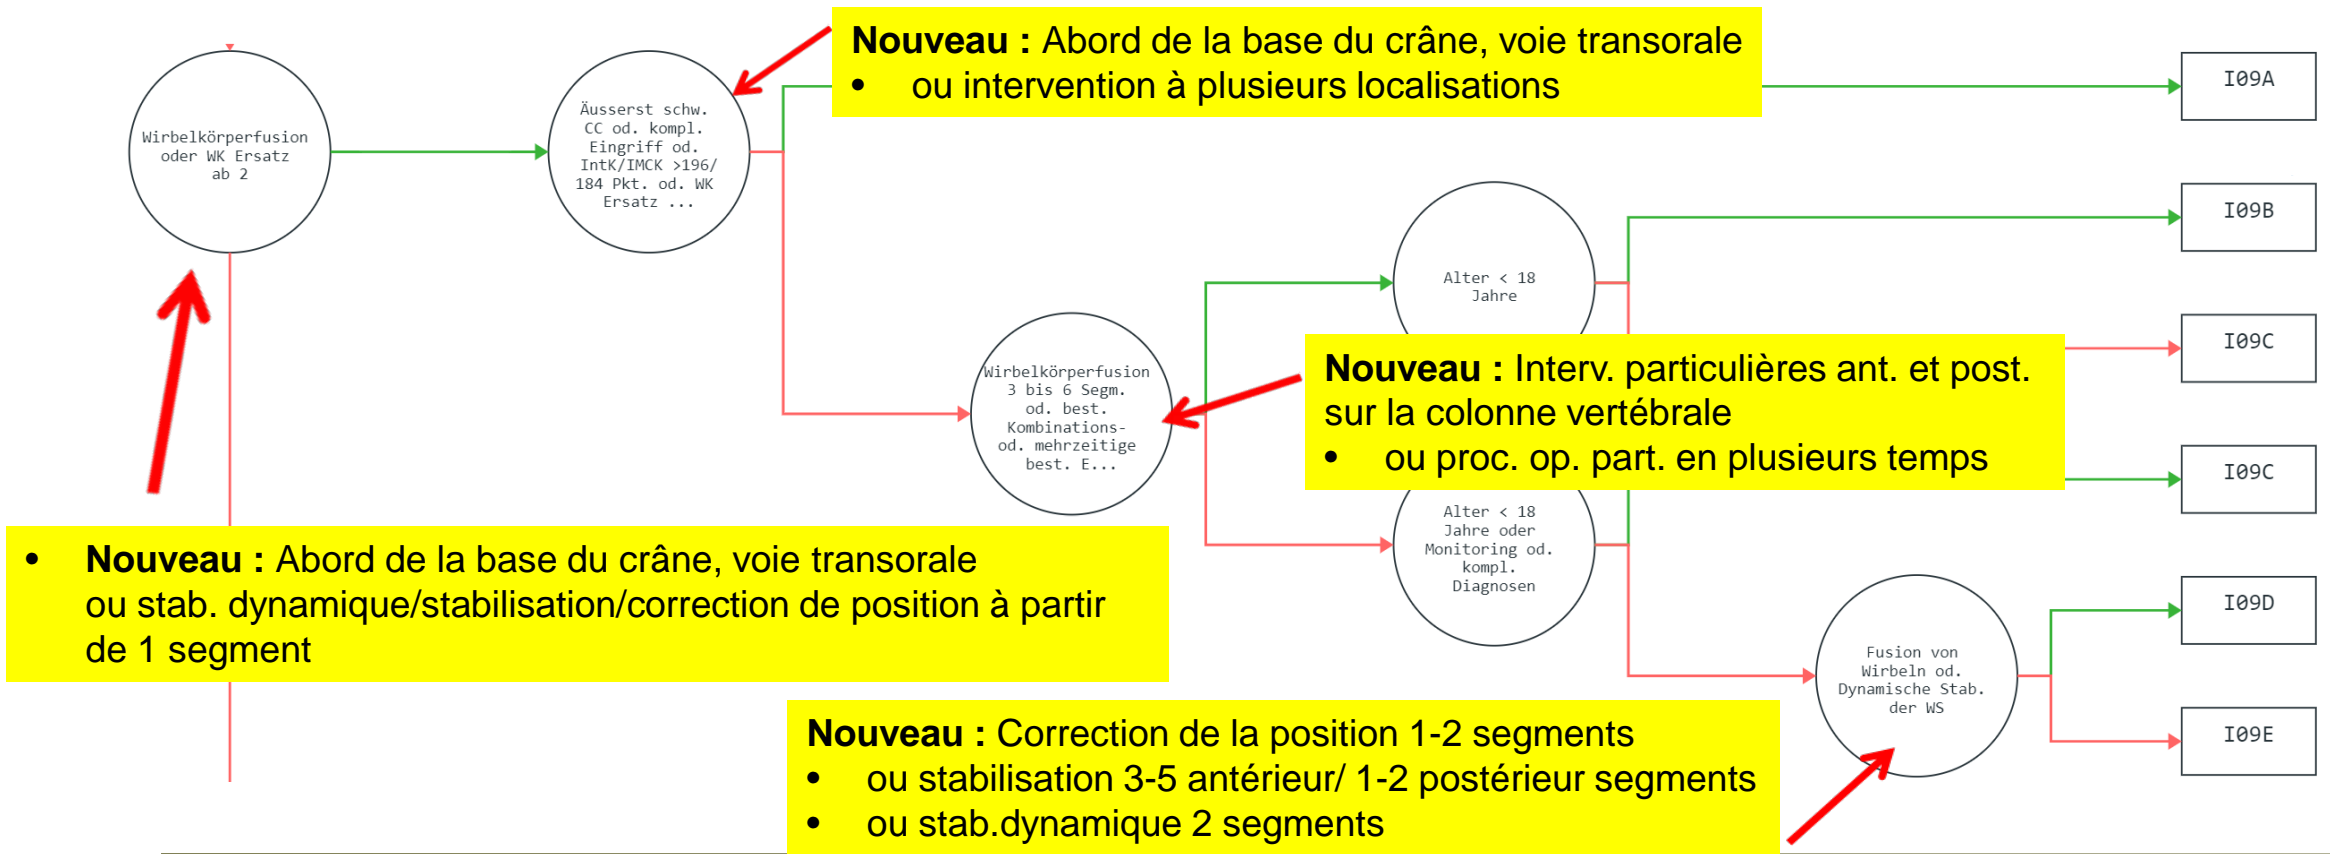 Nouveau : Abord de la base du crâne, voie transorale
• ou intervention à plusieurs localisations
I09A
Wirbelkörperfusion
oder WK Ersatz
ab 2
Äusserst schw.
CC od. kompl.
Eingriff od.
IntK/IMCK >196/
184 Pkt. od. WK
Ersatz ...
I09B
Alter < 18
Jahre
I09C
Wirbelkörperfusion
3 bis 6 Segm.
od. best.
Kombinations-
od. mehrzeitige
best. E...
Nouveau : Interv. particulières ant. et post.
sur la colonne vertébrale
• ou proc. op. part. en plusieurs temps
I09C
Alter < 18
Jahre oder
Monitoring od.
kompl.
Diagnosen
• Nouveau : Abord de la base du crâne, voie transorale
ou stab. dynamique/stabilisation/correction de position à partir
de 1 segment
I09D
Fusion von
Wirbeln od.
Dynamische Stab.
der WS
I09E
Nouveau : Correction de la position 1-2 segments
• ou stabilisation 3-5 antérieur/ 1-2 postérieur segments
• ou stab.dynamique 2 segments